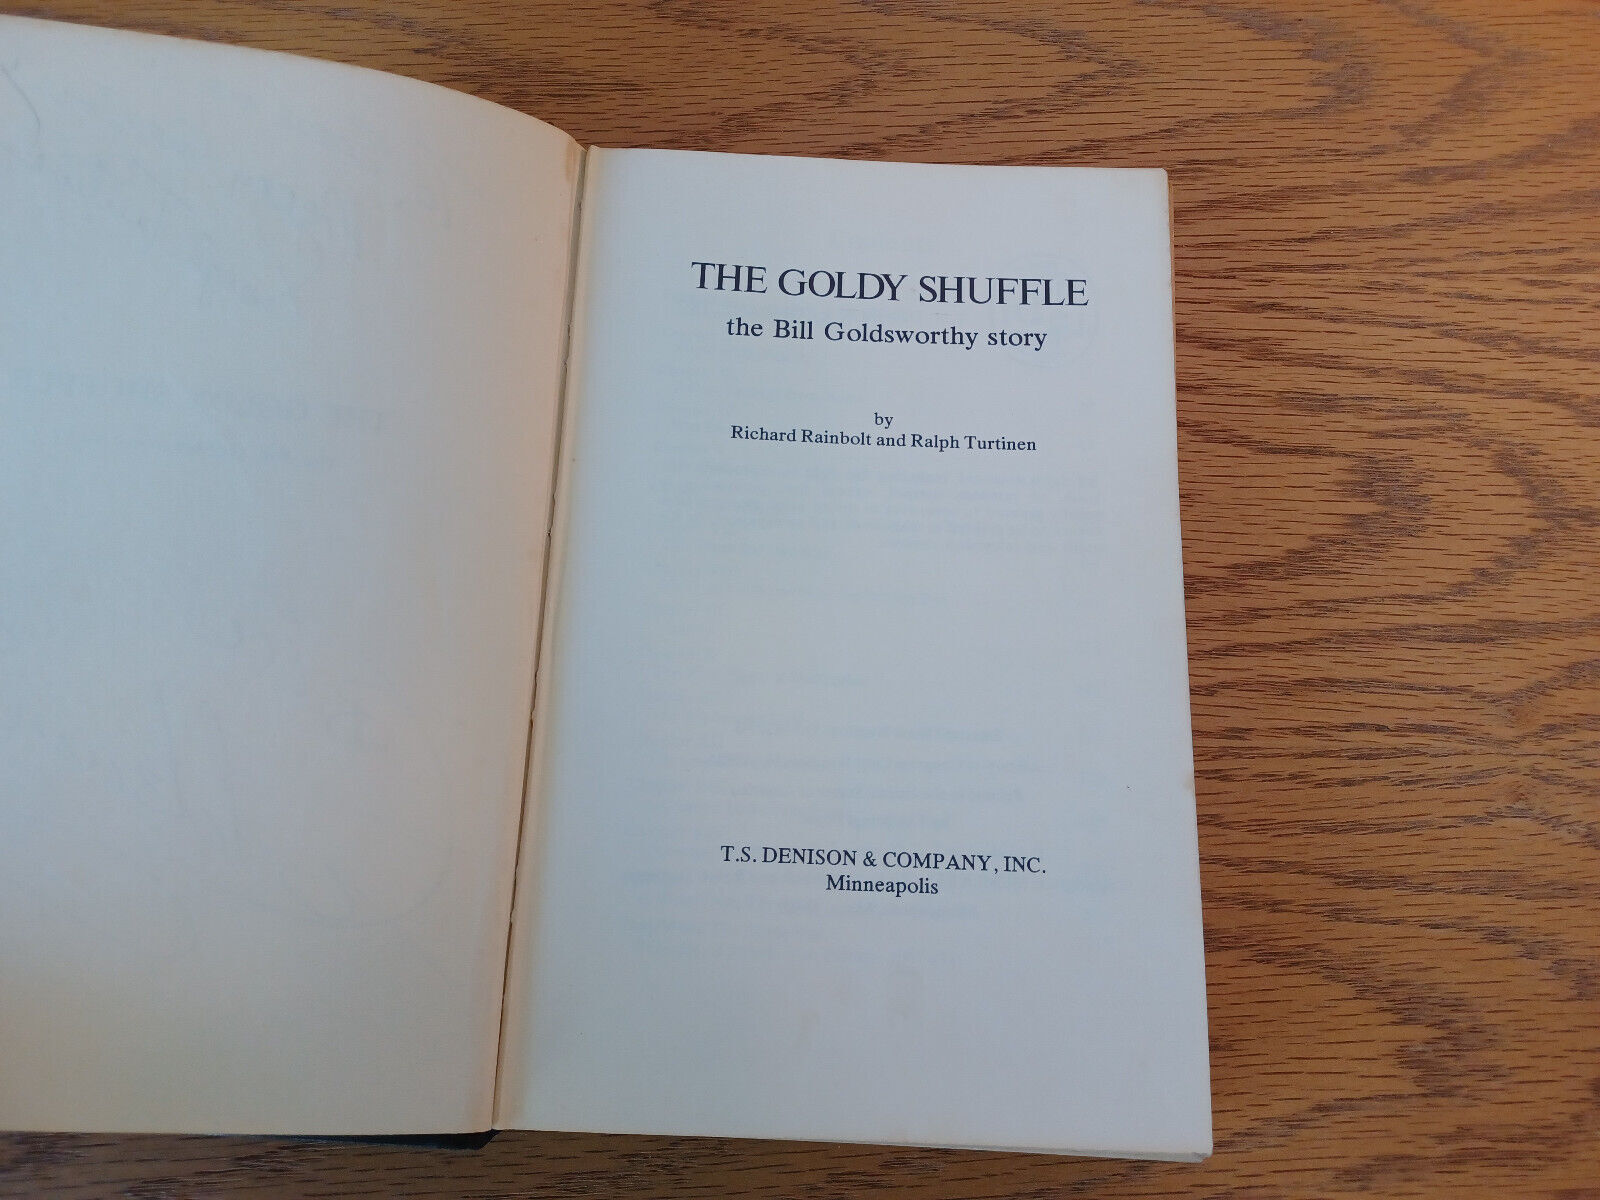 THE GOLDY SHUFFLE
the Bill Goldsworthy story
by
Richard Rainbolt and Ralph Turtinen
T.S. DENISON & COMPANY, INC.
Minneapolis